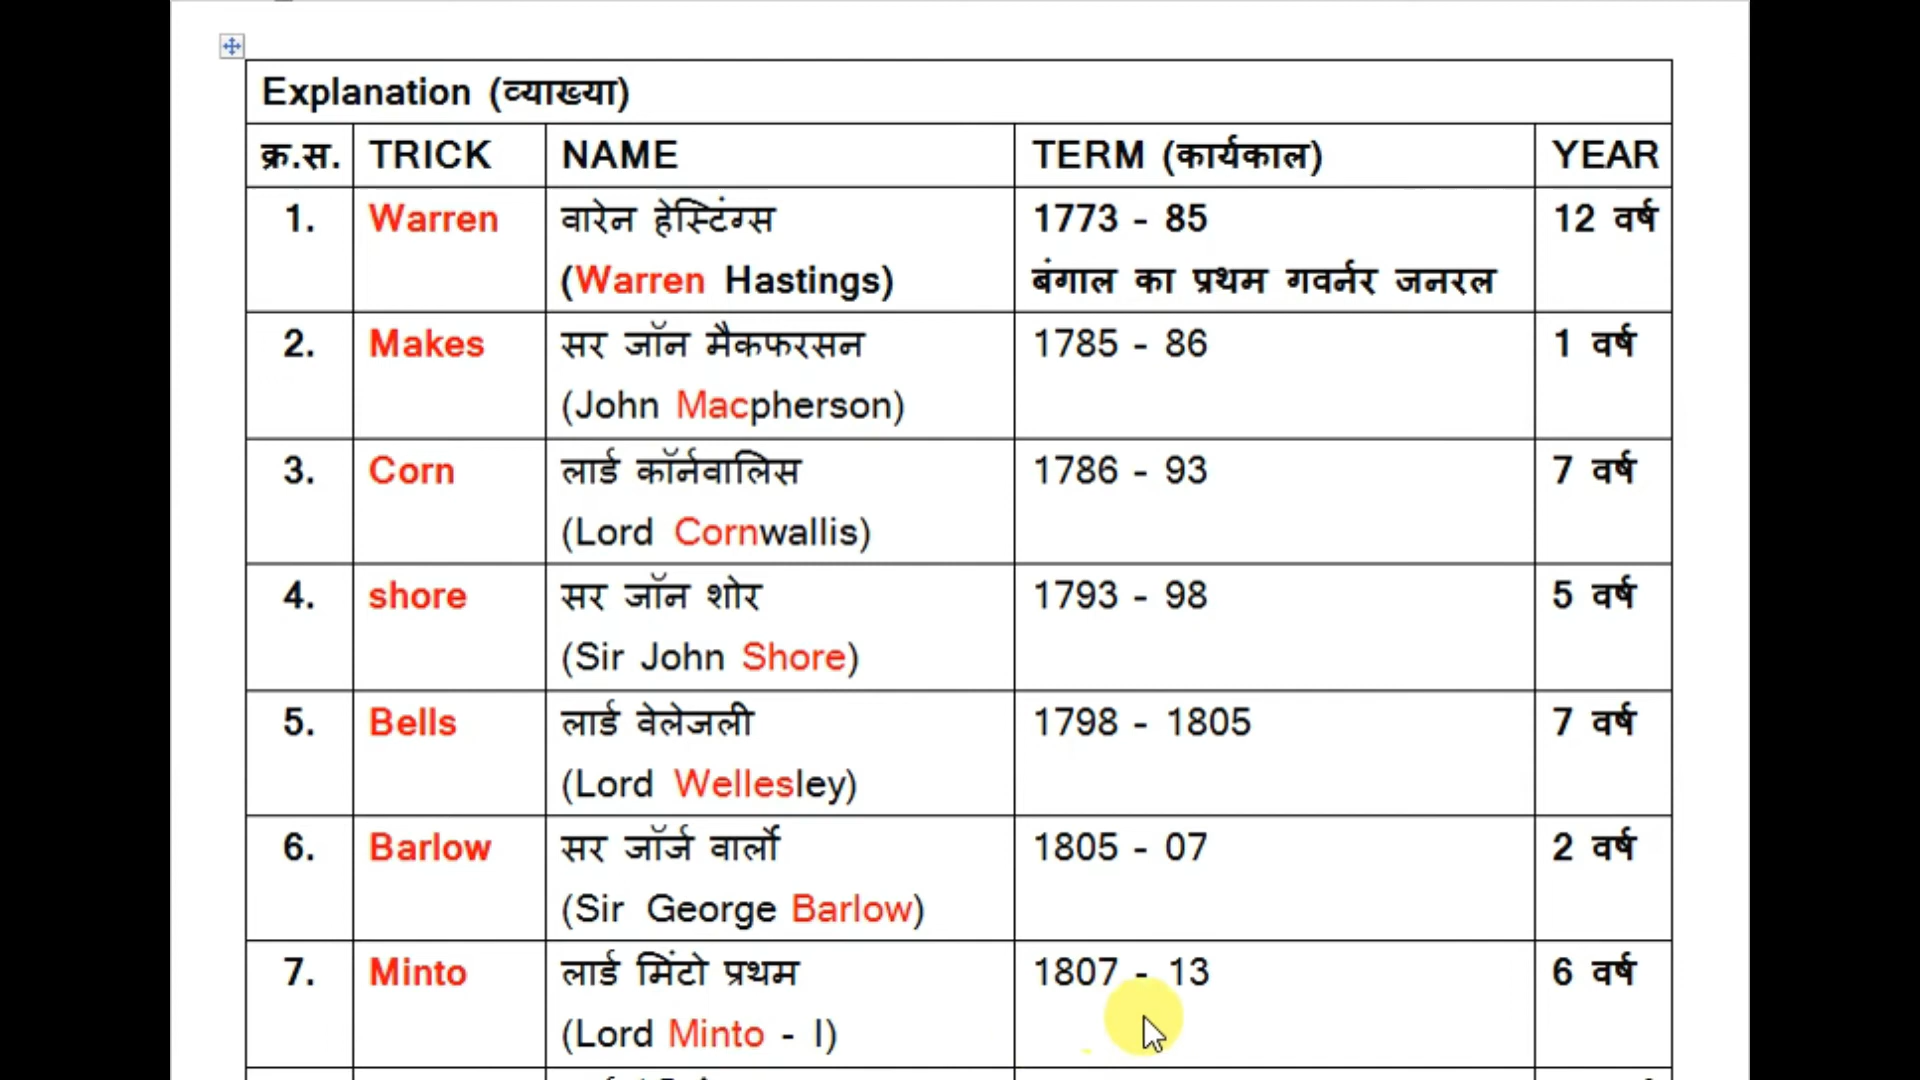 Explanation (व्याख्या)
क्र.स. TRICK NAME TERM (कार्यकाल) YEAR
1. Warren वारेन हेस्टिंग्स 1773 - 85 12 वर्ष
(Warren Hastings) बंगाल का प्रथम गवर्नर जनरल
2. Makes सर जॉन मैकफरसन 1785 - 86 1 वर्ष
(John Macpherson)
3. Corn लार्ड कॉर्नवालिस 1786 - 93 7 वर्ष
(Lord Cornwallis)
4. shore सर जॉन शोर 1793 - 98 5 वर्ष
(Sir John Shore)
5. Bells लार्ड वेलेजली 1798 - 1805 7 वर्ष
(Lord Wellesley)
6. Barlow सर जॉर्ज वार्लो 1805 - 07 2 वर्ष
(Sir George Barlow)
7. Minto लार्ड मिंटो प्रथम 1807 - 13 6 वर्ष
(Lord Minto - I)